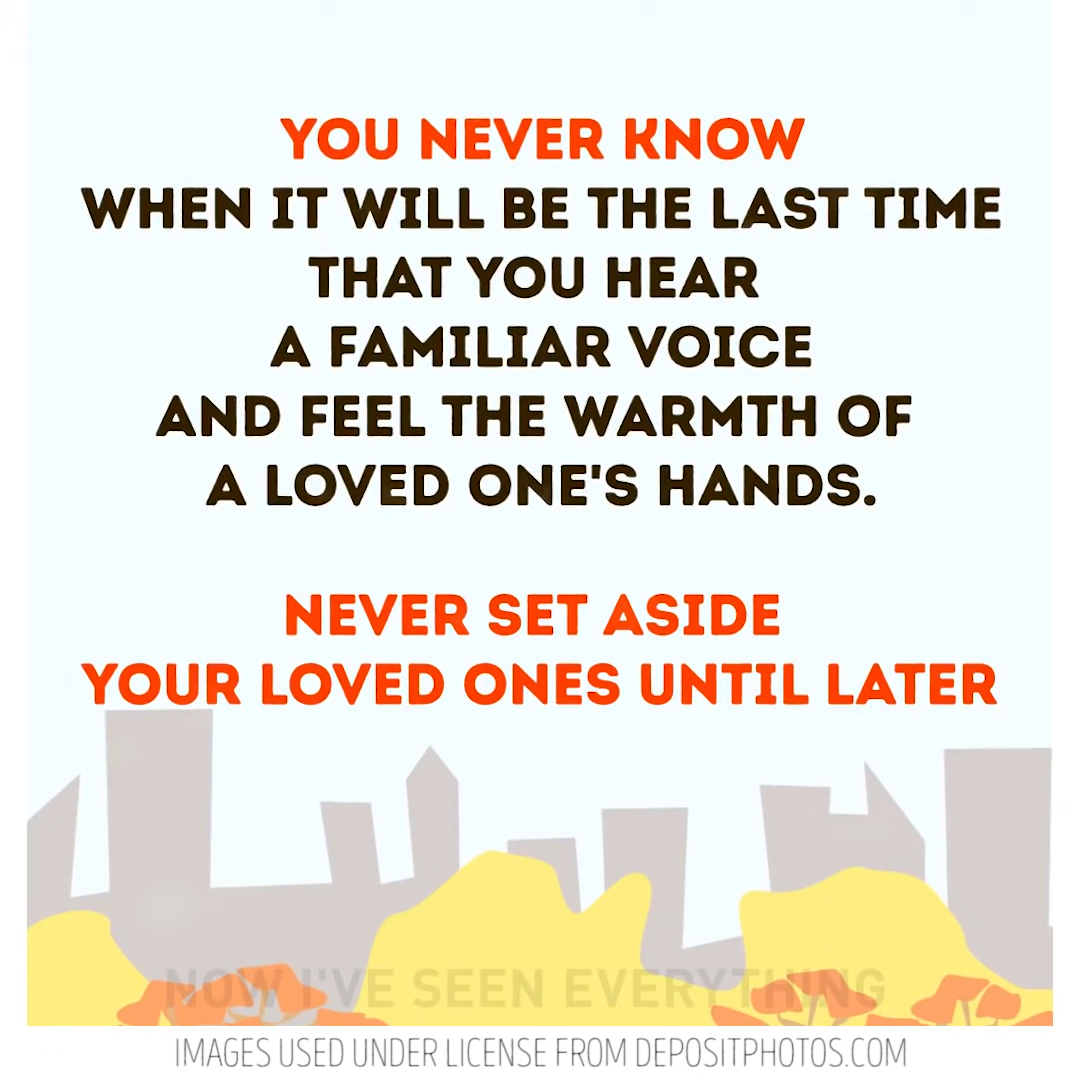 YOU NEVER KNOW
WHEN IT WILL BE THE LAST TIME
THAT YOU HEAR
A FAMILIAR VOICE
AND FEEL THE WARMTH OF
A LOVED ONE'S HANDS.
NEVER SET ASIDE
YOUR LOVED ONES UNTIL LATER
NOW I'VE SEEN EVERYTHING
IMAGES USED UNDER LICENSE FROM DEPOSITPHOTOS.COM